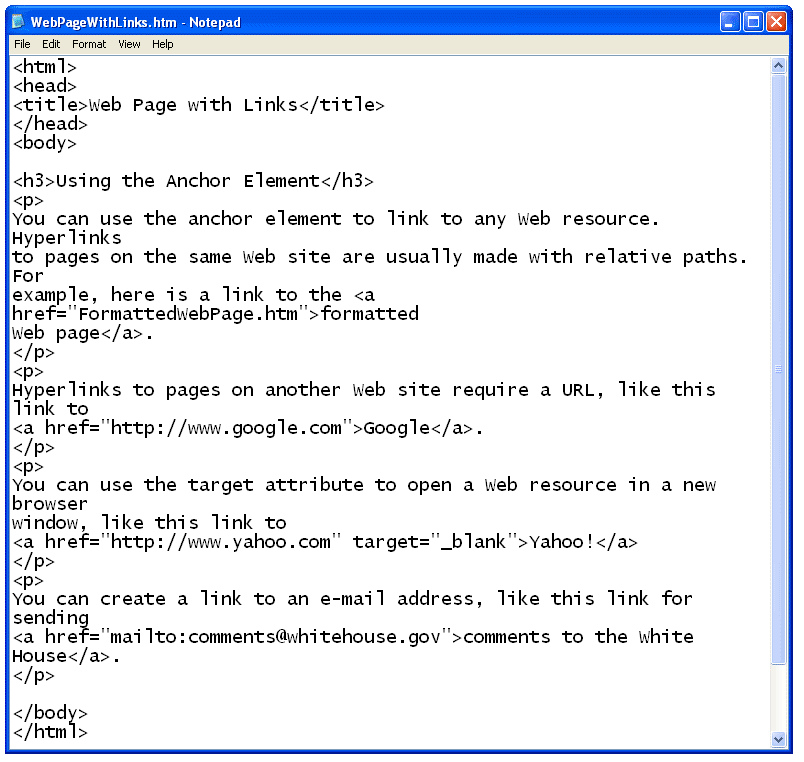 WebPageWithLinks.htm - Notepad
File Edit Format View Help
<html>
<head>
<title>Web Page with Links</title>
</head>
<body>

<h3>Using the Anchor Element</h3>
<p>
You can use the anchor element to link to any Web resource.
Hyperlinks
to pages on the same Web site are usually made with relative paths.
For
example, here is a link to the <a
href="FormattedWebPage.htm">formatted
Web page</a>.
</p>
<p>
Hyperlinks to pages on another Web site require a URL, like this
link to
<a href="http://www.google.com">Google</a>.
</p>
<p>
You can use the target attribute to open a Web resource in a new
browser
window, like this link to
<a href="http://www.yahoo.com" target="_blank">Yahoo!</a>
</p>
<p>
You can create a link to an e-mail address, like this link for
sending
<a href="mailto:comments@whitehouse.gov">comments to the White
House</a>.
</p>

</body>
</html>